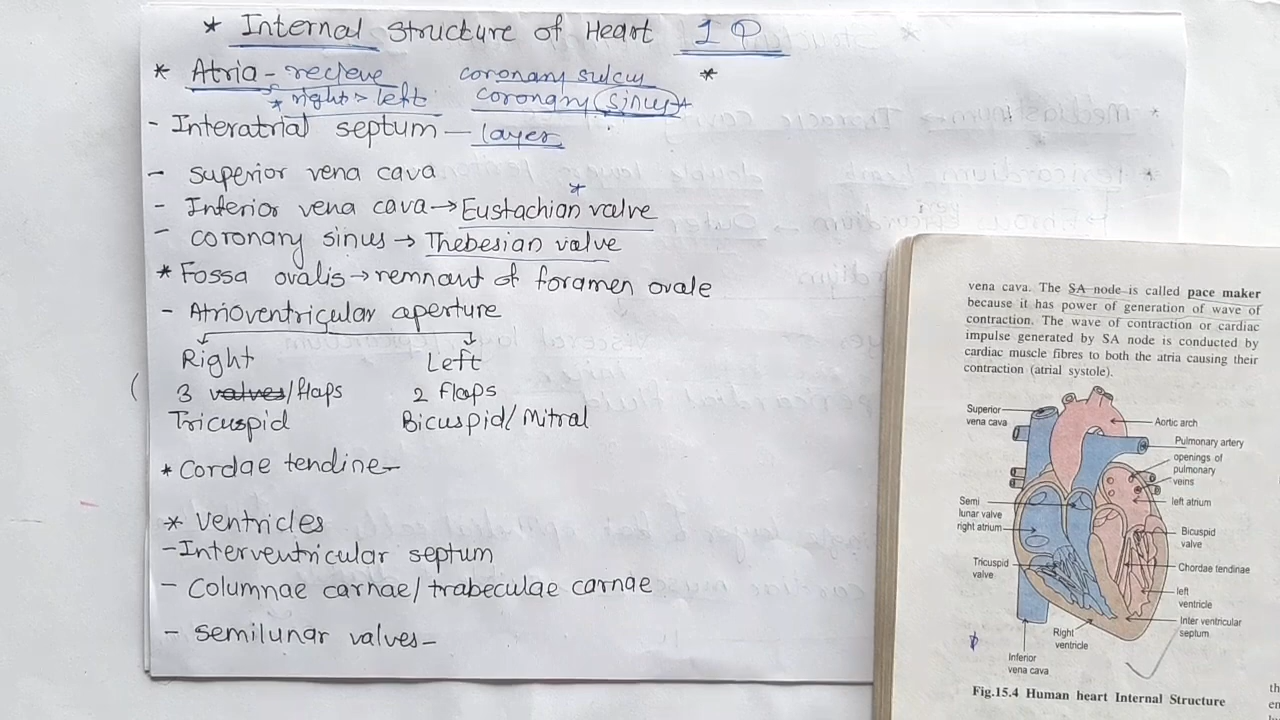 * Internal structure of Heart IQ
* Atria - recieve coronary sulcus *
* right > left coronary sinus *
- Interatrial septum — layer
- superior vena cava
- Interior vena cava → Eustachian valve
- coronary sinus → Thebesian valve
* Fossa ovalis → remnant of foramen ovale
- Atrioventricular aperture
Right Left
3 valves/flaps 2 flaps
Tricuspid Bicuspid/Mitral
* Cordae tendine -
* Ventricles
- Interventricular septum
- Columnae carnae/trabeculae carnae
- semilunar valves -
vena cava. The SA node is called pace maker
because it has power of generation of wave of
contraction. The wave of contraction or cardiac
impulse generated by SA node is conducted by
cardiac muscle fibres to both the atria causing their
contraction (atrial systole).
Superior
vena cava
Aortic arch
Pulmonary artery
openings of
pulmonary
veins
Semi
lunar valve
left atrium
right atrium
Bicuspid
valve
Tricuspid
valve
Chordae tendinae
left
ventricle
Inter ventricular
septum
Right
ventricle
Inferior
vena cava
Fig.15.4 Human heart Internal Structure